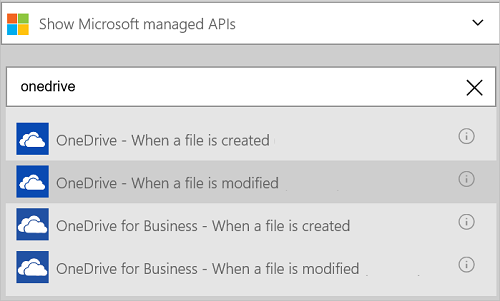 Show Microsoft managed APIs
onedrive
OneDrive - When a file is created
OneDrive - When a file is modified
OneDrive for Business - When a file is created
OneDrive for Business - When a file is modified